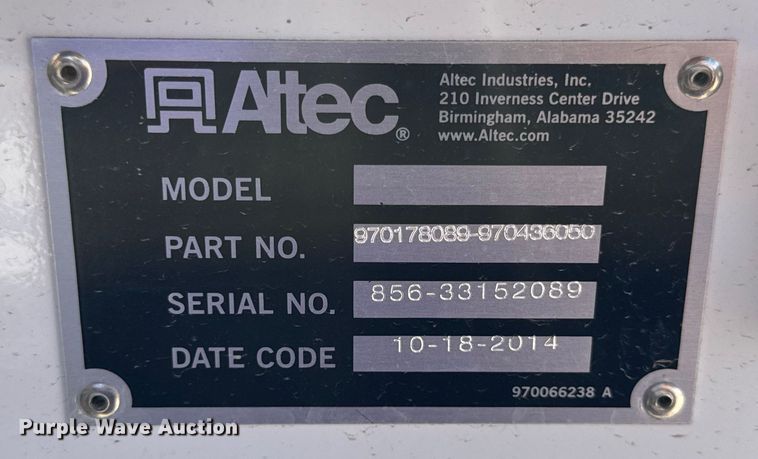 Altec®
Altec Industries, Inc.
210 Inverness Center Drive
Birmingham, Alabama 35242
www.Altec.com
MODEL
PART NO. 970178089-970436050
SERIAL NO. 856-33152089
DATE CODE 10-18-2014
970066238 A
Purple Wave Auction